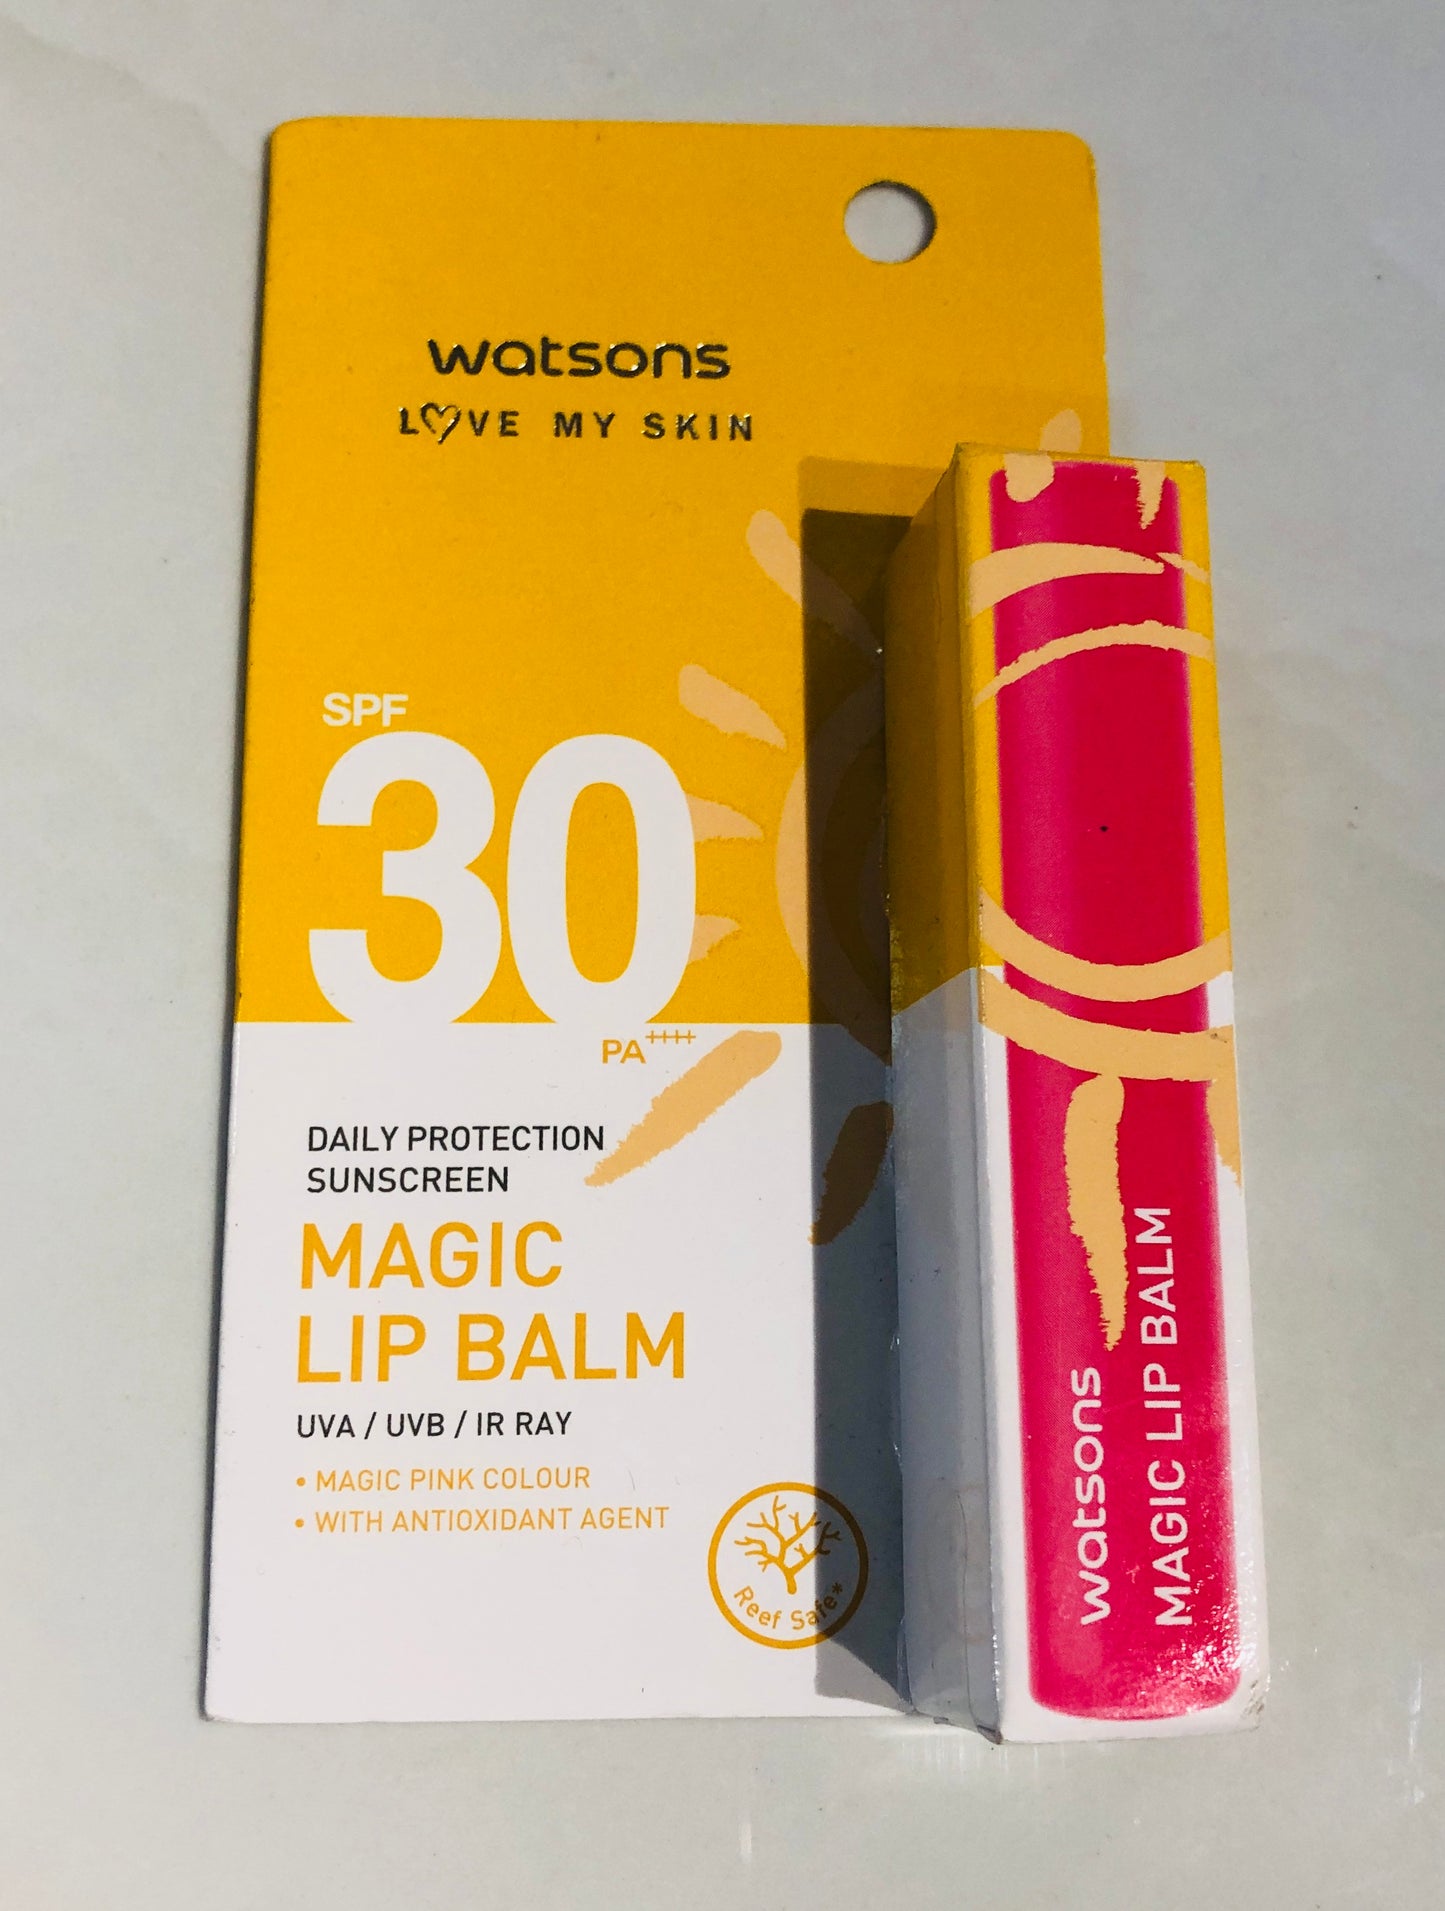 watsons
LOVE MY SKIN
SPF
30
PA++++
DAILY PROTECTION
SUNSCREEN
MAGIC
LIP BALM
UVA / UVB / IR RAY
• MAGIC PINK COLOUR
• WITH ANTIOXIDANT AGENT
Reef Safe*
watsons
MAGIC LIP BALM